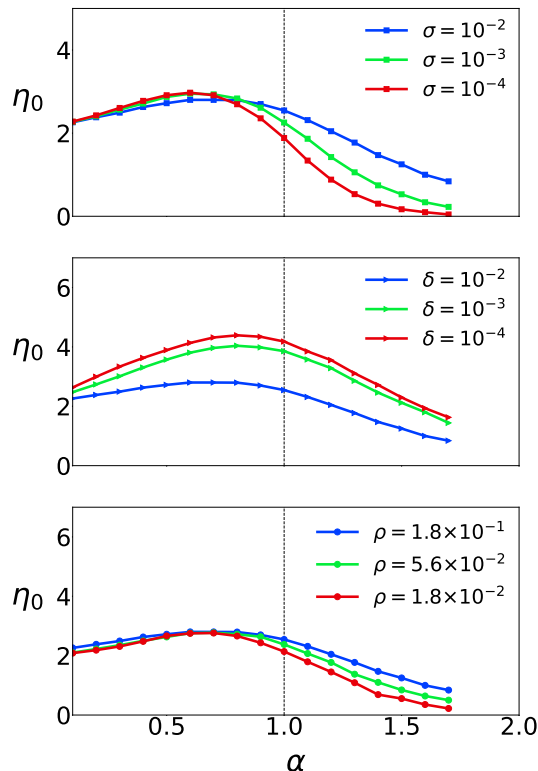 4
2
0
η₀
σ = 10⁻²
σ = 10⁻³
σ = 10⁻⁴
6
4
2
0
η₀
δ = 10⁻²
δ = 10⁻³
δ = 10⁻⁴
6
4
2
0
η₀
ρ = 1.8×10⁻¹
ρ = 5.6×10⁻²
ρ = 1.8×10⁻²
0.5 1.0 1.5 2.0
α